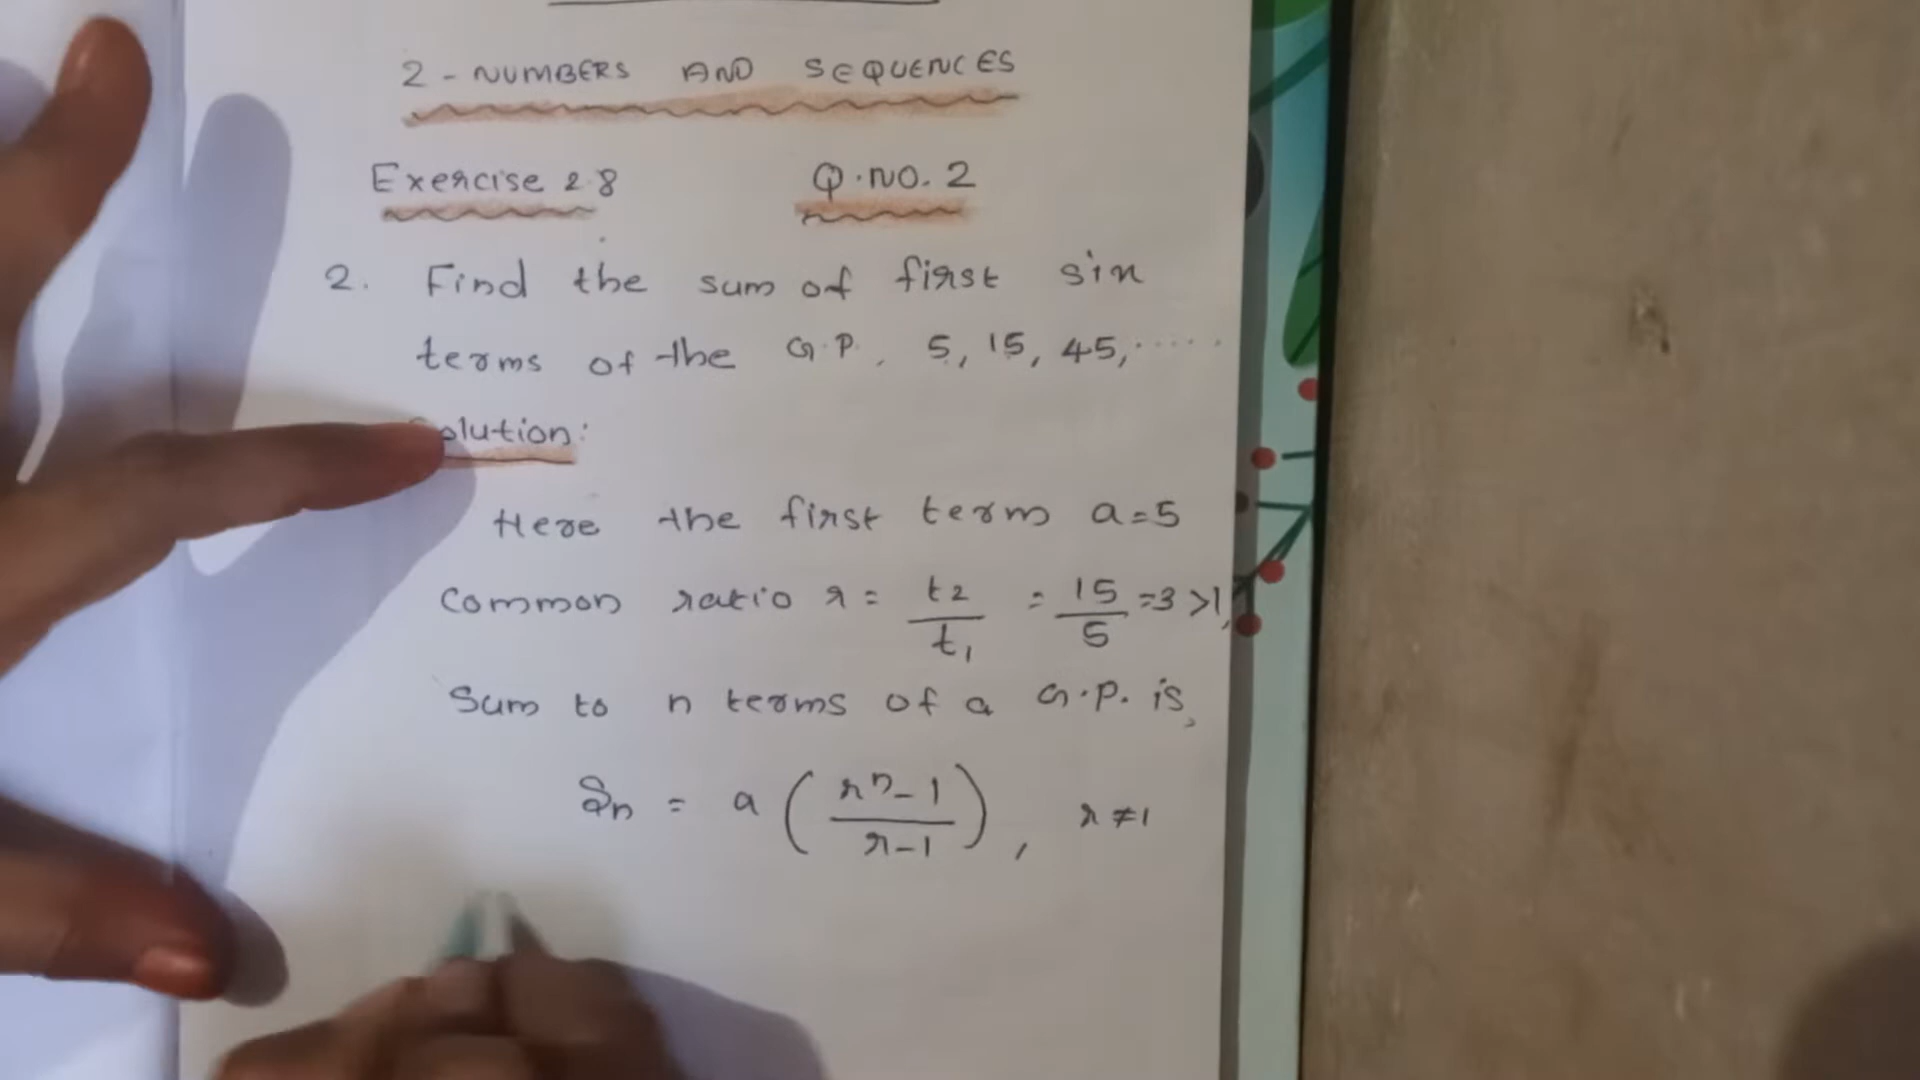 2 - NUMBERS AND SEQUENCES
Exercise 2.8 Q.NO. 2
2. Find the sum of first six
terms of the G.P. 5, 15, 45, .....
Solution:
Here the first term a = 5
Common ratio r = t2/t1 = 15/5 = 3 > 1,
Sum to n terms of a G.P. is,
Sn = a ( rⁿ - 1 / r - 1 ) , r ≠ 1